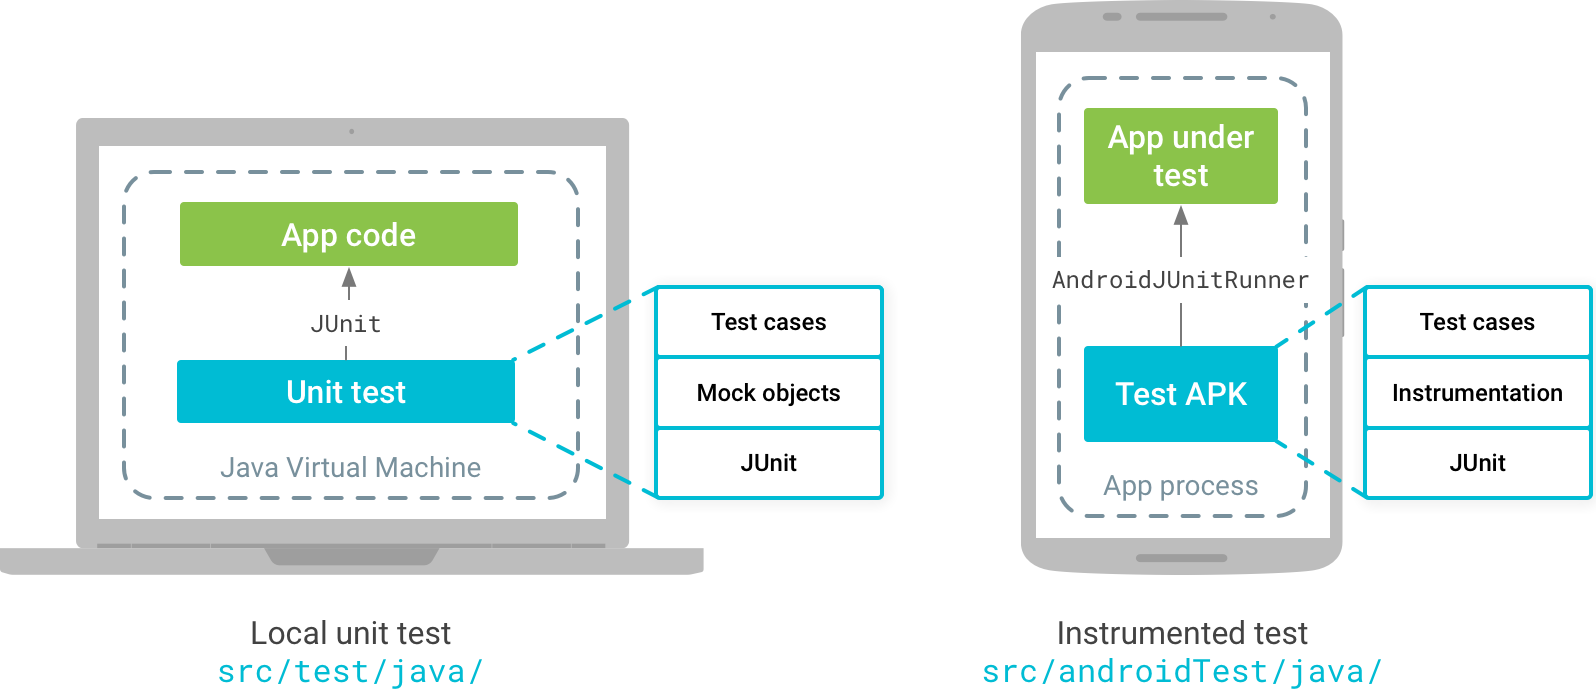 App code
JUnit
Unit test
Java Virtual Machine
Test cases
Mock objects
JUnit
Local unit test
src/test/java/
App under
test
AndroidJUnitRunner
Test APK
App process
Test cases
Instrumentation
JUnit
Instrumented test
src/androidTest/java/